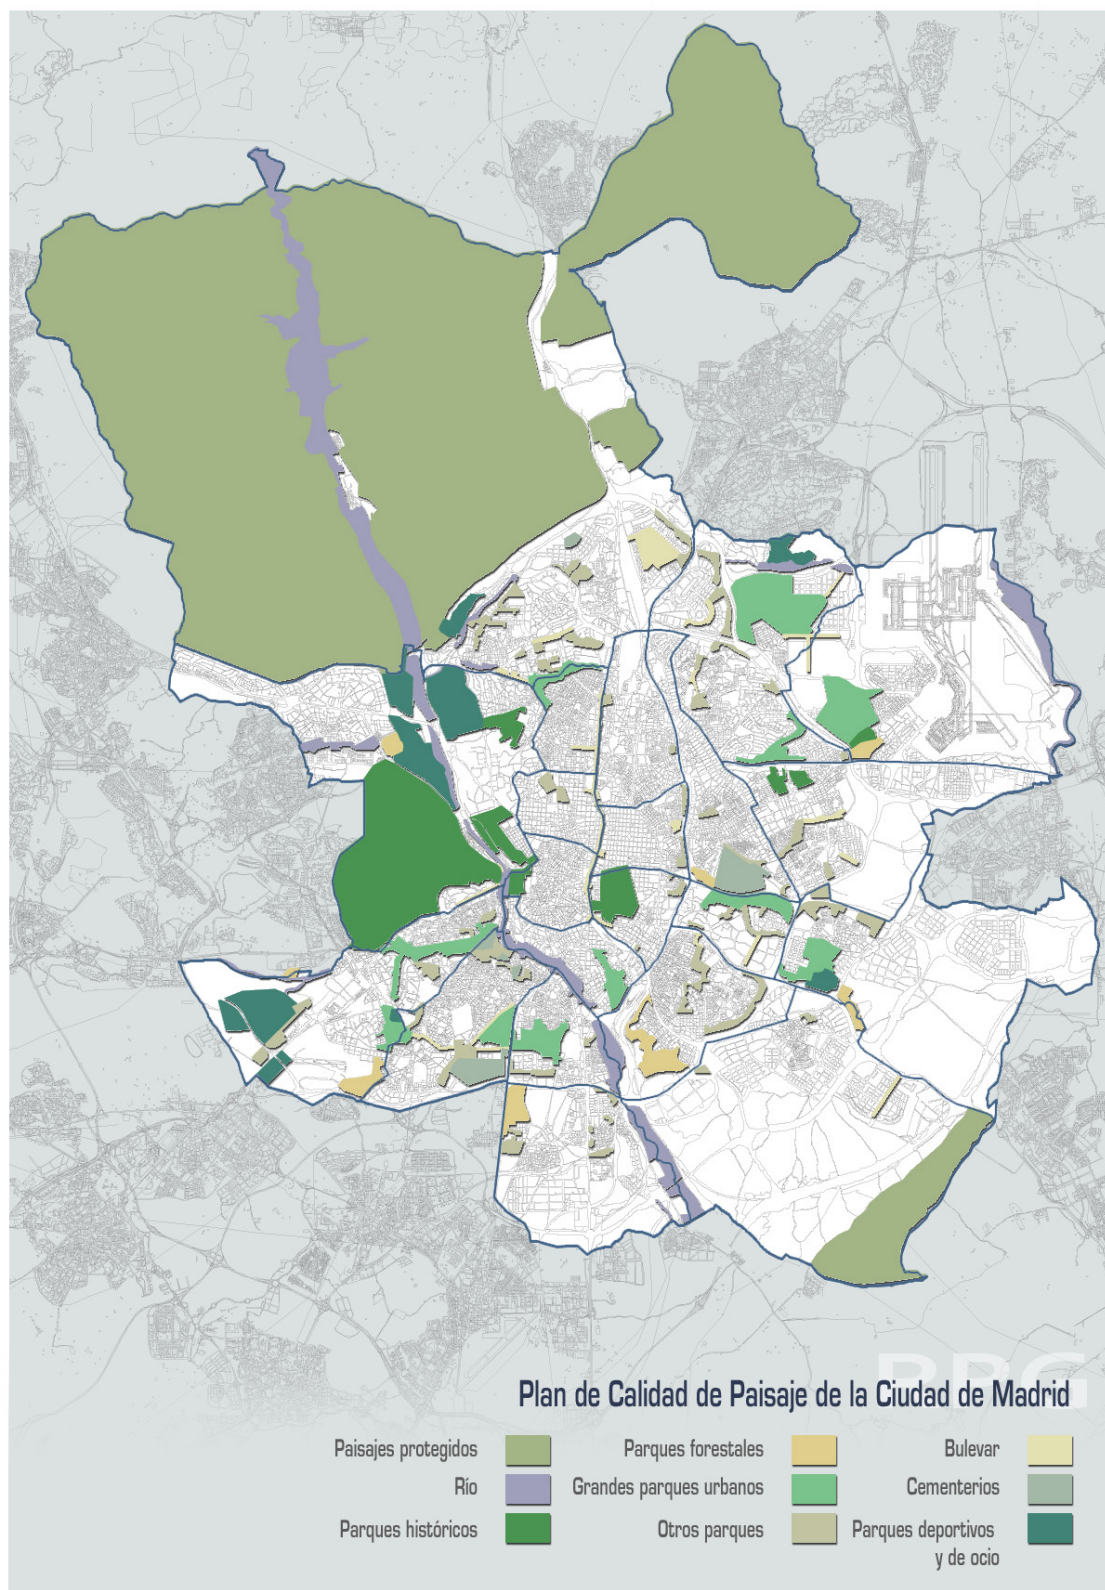 PPG
Plan de Calidad de Paisaje de la Ciudad de Madrid
Paisajes protegidos
Parques forestales
Bulevar
Río
Grandes parques urbanos
Cementerios
Parques históricos
Otros parques
Parques deportivos
y de ocio